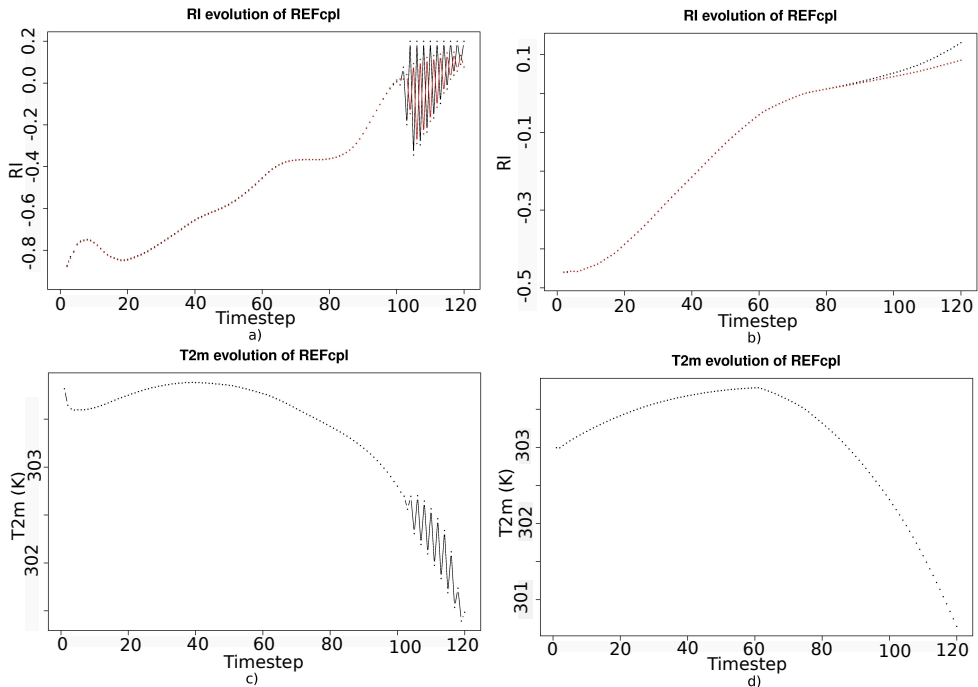 RI evolution of REFcpl
RI
0.2
0.0
-0.2
-0.4
-0.6
-0.8
0 20 40 60 80 100 120
Timestep
a)
RI evolution of REFcpl
RI
0.1
-0.1
-0.3
-0.5
0 20 40 60 80 100 120
Timestep
b)
T2m evolution of REFcpl
T2m (K)
303
302
0 20 40 60 80 100 120
Timestep
c)
T2m evolution of REFcpl
T2m (K)
303
302
301
0 20 40 60 80 100 120
Timestep
d)